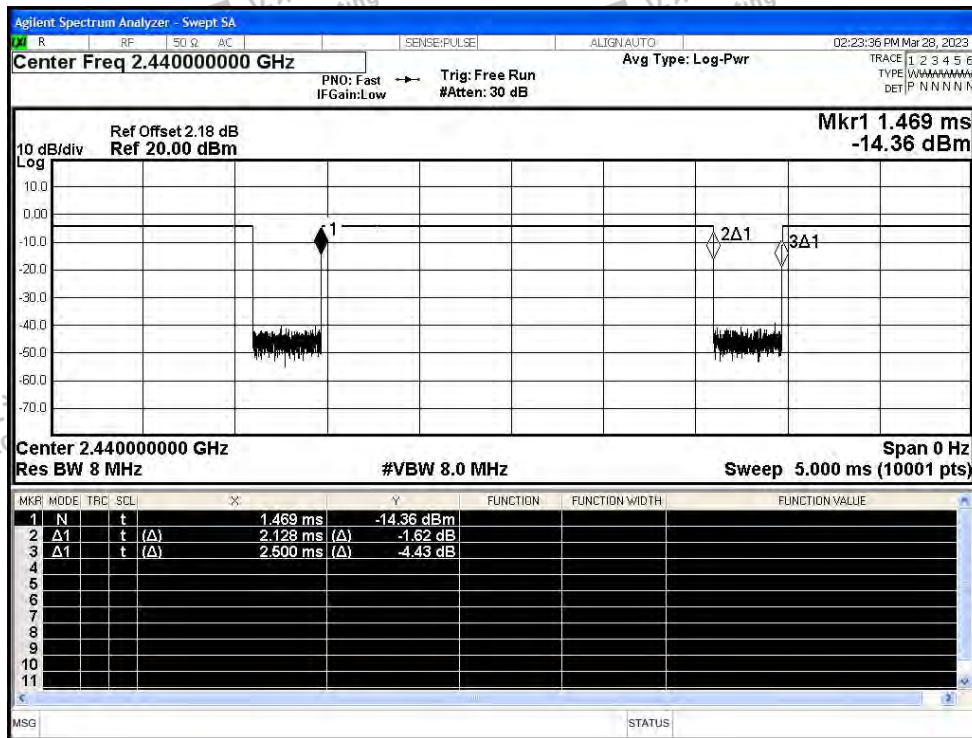 Agilent Spectrum Analyzer - Swept SA
LXI R RF 50 Ω AC SENSE:PULSE ALIGNAUTO 02:23:36 PM Mar 28, 2023
Center Freq 2.440000000 GHz
PNO: Fast
IFGain:Low
Trig: Free Run
#Atten: 30 dB
Avg Type: Log-Pwr
TRACE 1 2 3 4 5 6
TYPE WWWWWW
DET P N N N N N
Mkr1 1.469 ms
-14.36 dBm
Ref Offset 2.18 dB
10 dB/div Ref 20.00 dBm
Log
10.0
0.00
-10.0
-20.0
-30.0
-40.0
-50.0
-60.0
-70.0
1
2Δ1
3Δ1
Center 2.440000000 GHz Span 0 Hz
Res BW 8 MHz #VBW 8.0 MHz Sweep 5.000 ms (10001 pts)
MKR MODE TRC SCL X Y FUNCTION FUNCTION WIDTH FUNCTION VALUE
1 N t 1.469 ms -14.36 dBm
2 Δ1 t (Δ) 2.128 ms (Δ) -1.62 dB
3 Δ1 t (Δ) 2.500 ms (Δ) -4.43 dB
4
5
6
7
8
9
10
11
MSG STATUS